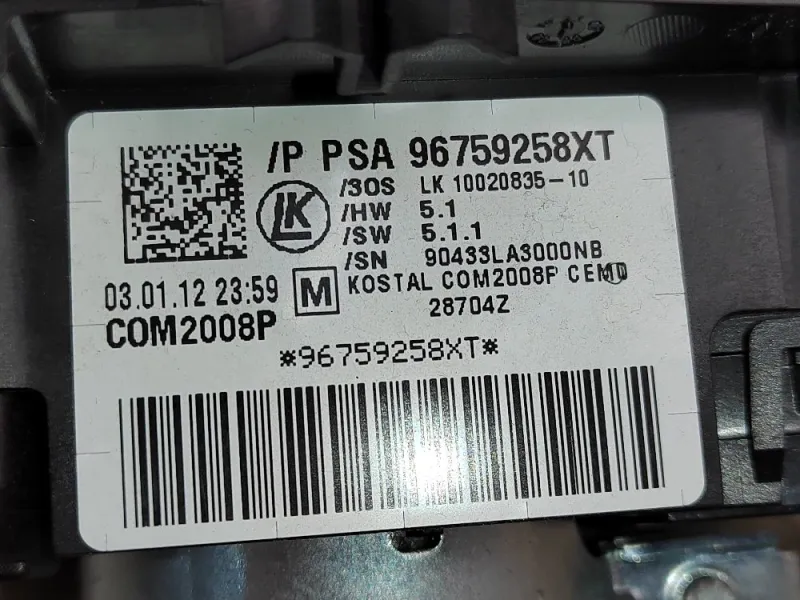 /P PSA 96759258XT
/3OS LK 10020835-10
/HW 5.1
/SW 5.1.1
/SN 90433LA3000NB
LK
03.01.12 23:59
M
KOSTAL COM2008P CEMD
28704Z
COM2008P
*96759258XT*